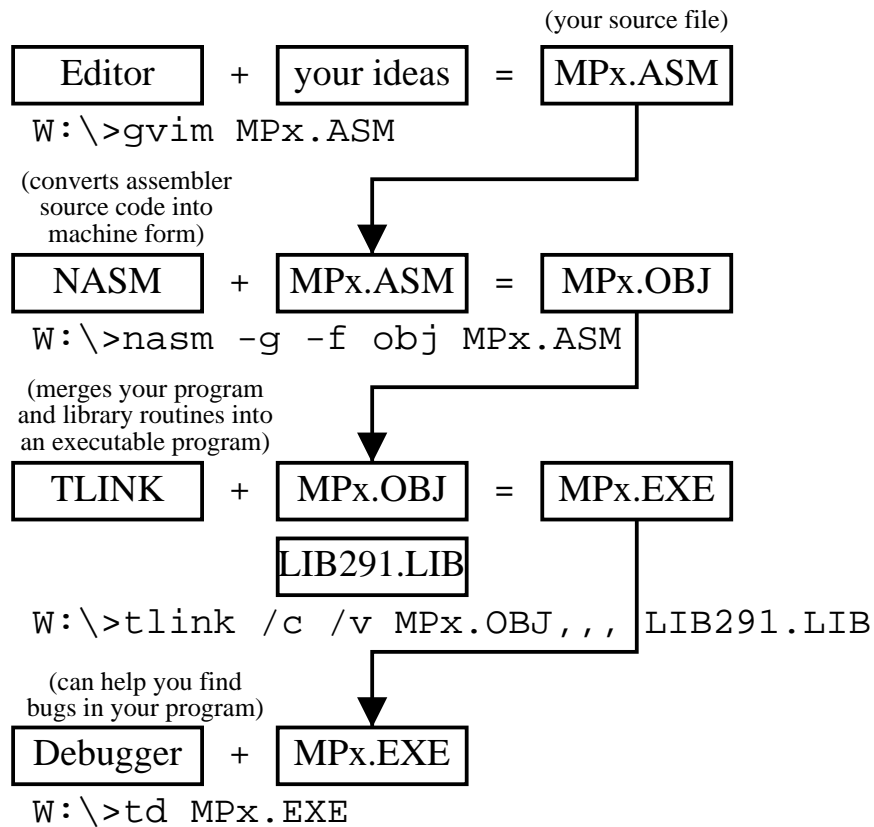 (your source file)
Editor + your ideas = MPx.ASM
W:\>gvim MPx.ASM
(converts assembler
source code into
machine form)
NASM + MPx.ASM = MPx.OBJ
W:\>nasm -g -f obj MPx.ASM
(merges your program
and library routines into
an executable program)
TLINK + MPx.OBJ = MPx.EXE
LIB291.LIB
W:\>tlink /c /v MPx.OBJ,,, LIB291.LIB
(can help you find
bugs in your program)
Debugger + MPx.EXE
W:\>td MPx.EXE